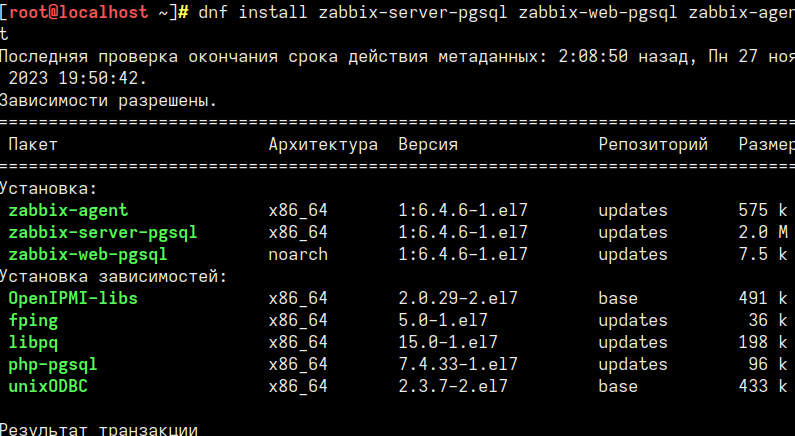 [root@localhost ~]# dnf install zabbix-server-pgsql zabbix-web-pgsql zabbix-agen
t
Последняя проверка окончания срока действия метаданных: 2:08:50 назад, Пн 27 ноя
2023 19:50:42.
Зависимости разрешены.
================================================================================
Пакет Архитектура Версия Репозиторий Размер
================================================================================
Установка:
zabbix-agent x86_64 1:6.4.6-1.el7 updates 575 k
zabbix-server-pgsql x86_64 1:6.4.6-1.el7 updates 2.0 M
zabbix-web-pgsql noarch 1:6.4.6-1.el7 updates 7.5 k
Установка зависимостей:
OpenIPMI-libs x86_64 2.0.29-2.el7 base 491 k
fping x86_64 5.0-1.el7 updates 36 k
libpq x86_64 15.0-1.el7 updates 198 k
php-pgsql x86_64 7.4.33-1.el7 updates 96 k
unixODBC x86_64 2.3.7-2.el7 base 433 k
Результат транзакции